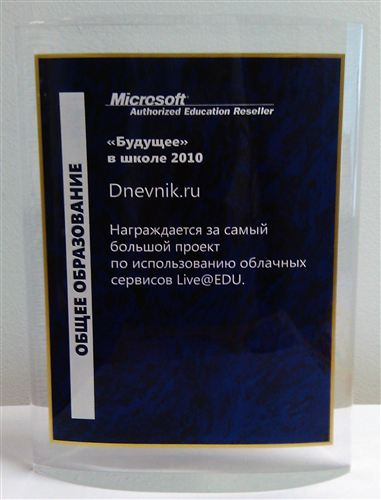 Microsoft®
Authorized Education Reseller
«Будущее»
в школе 2010
Dnevnik.ru
Награждается за самый
большой проект
по использованию облачных
сервисов Live@EDU.
ОБЩЕЕ ОБРАЗОВАНИЕ